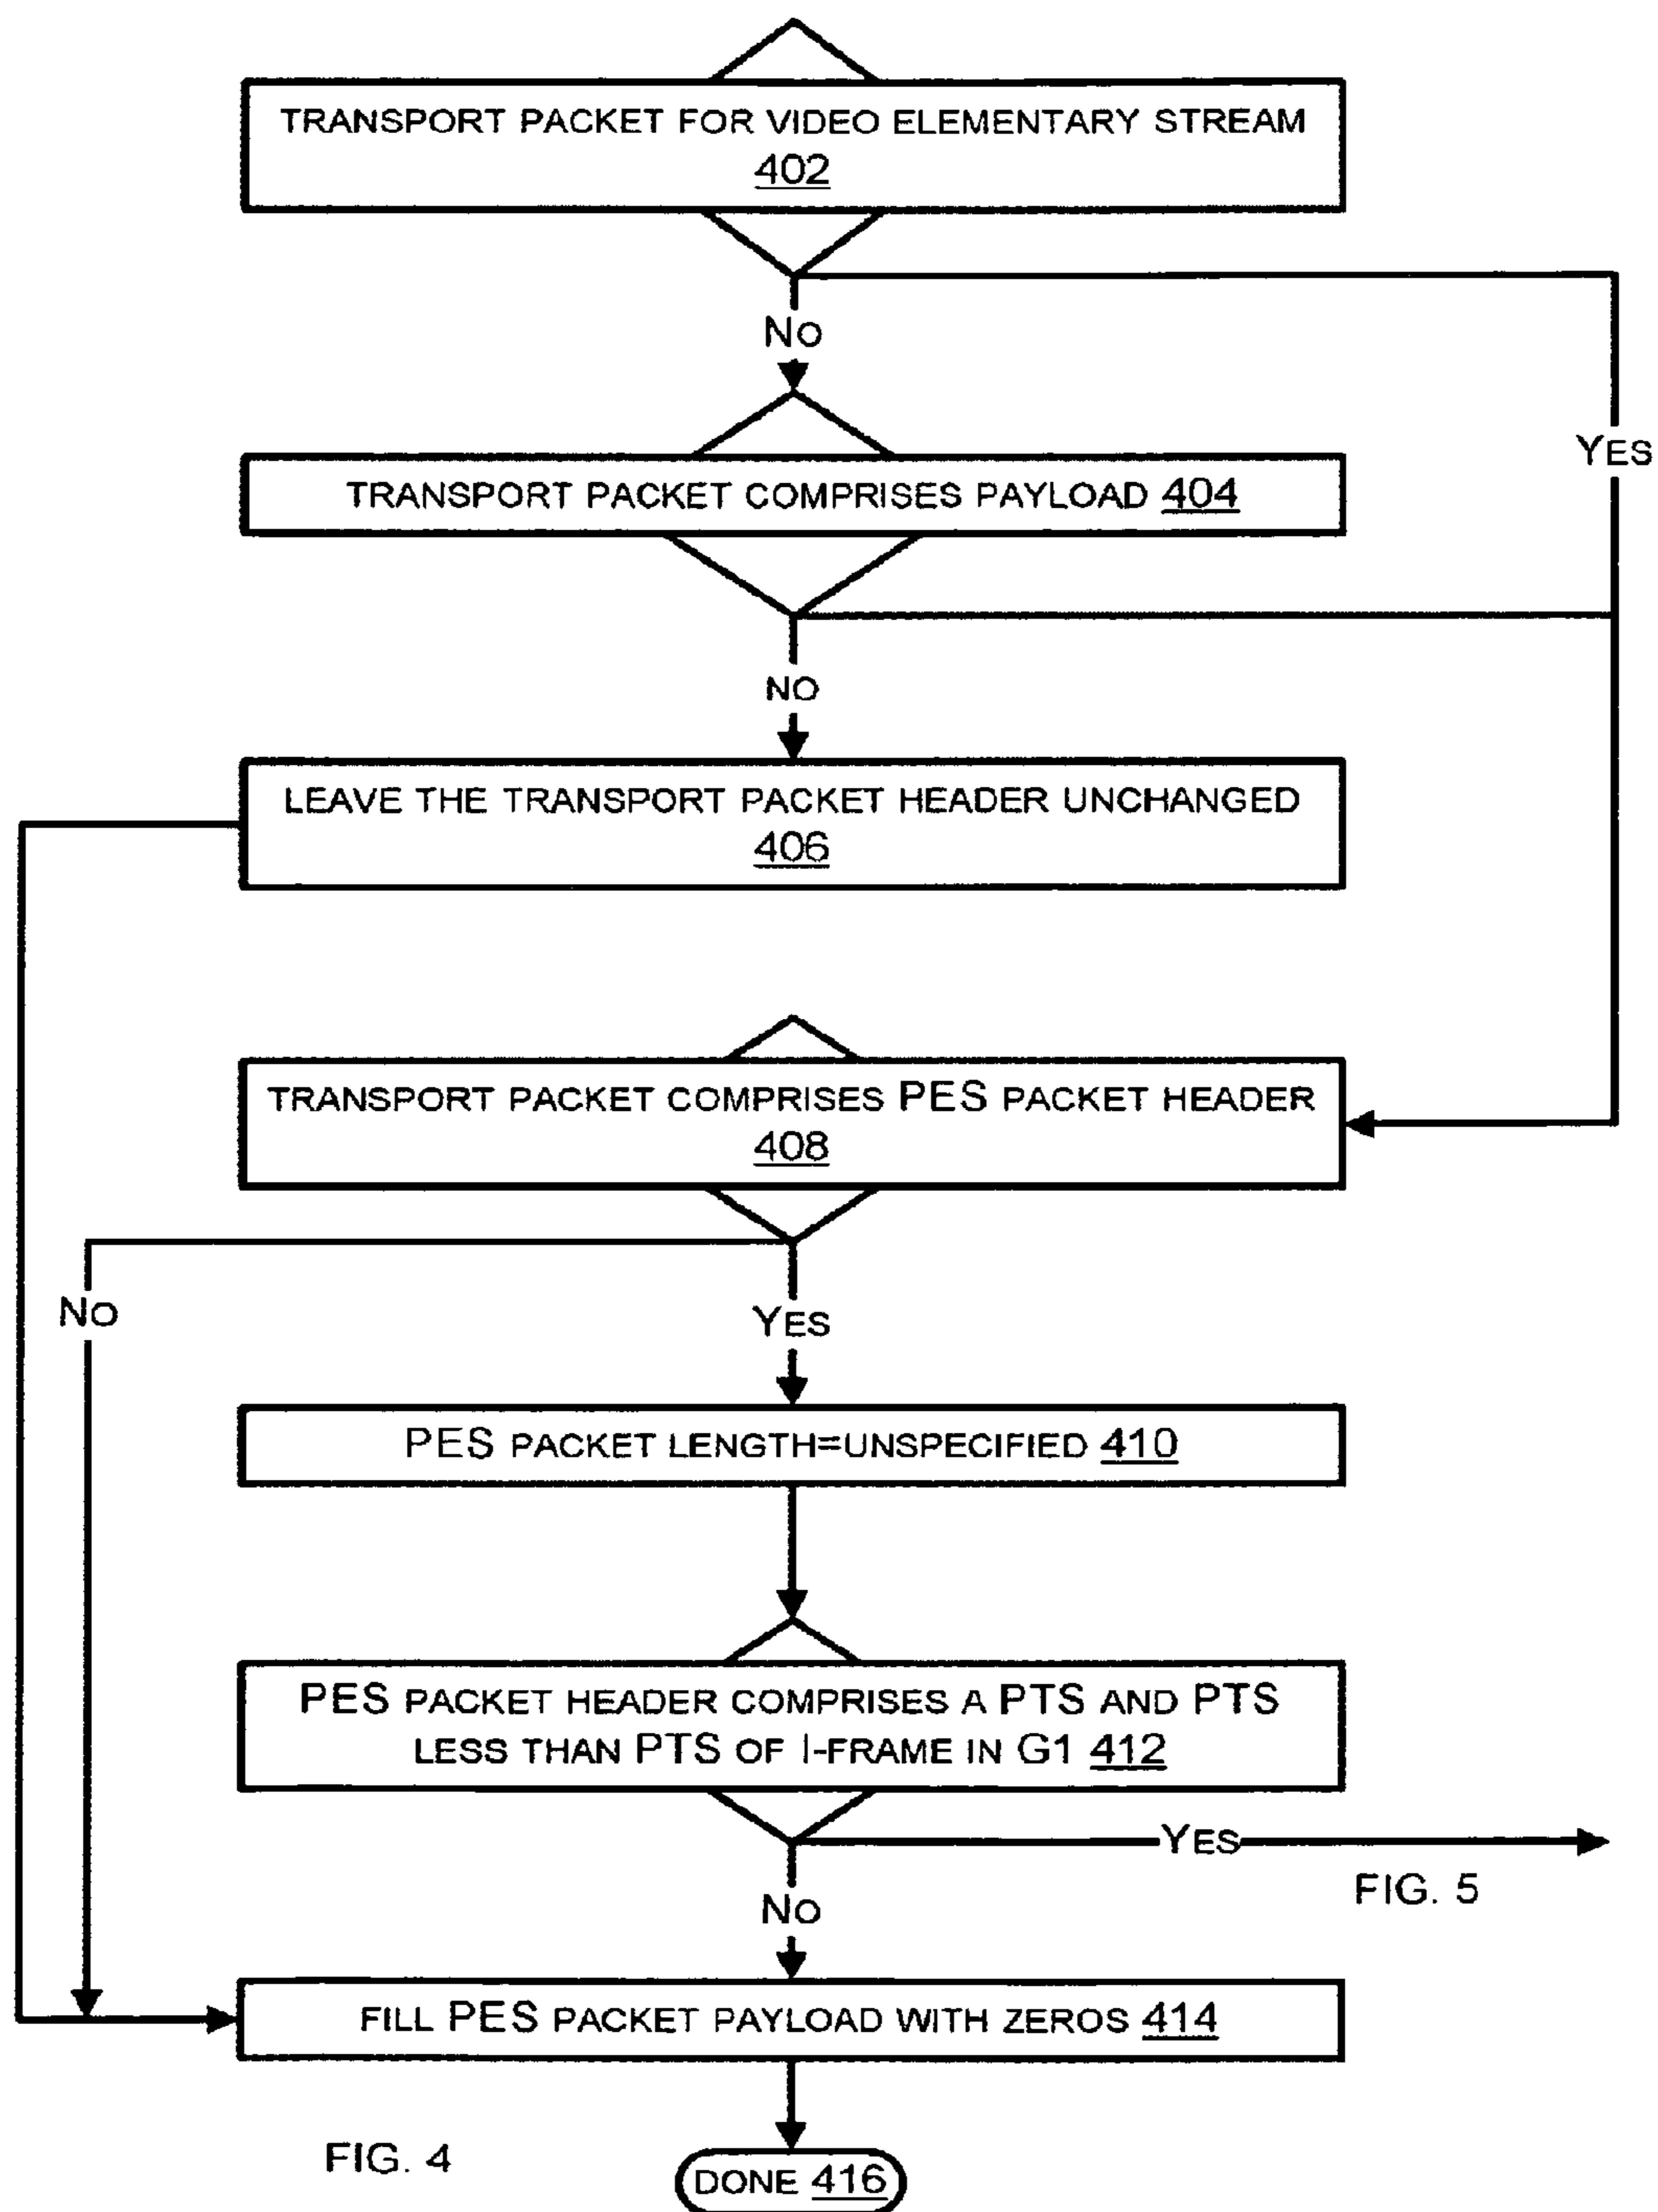 TRANSPORT PACKET FOR VIDEO ELEMENTARY STREAM
402
NO
YES
TRANSPORT PACKET COMPRISES PAYLOAD 404
NO
LEAVE THE TRANSPORT PACKET HEADER UNCHANGED
406
TRANSPORT PACKET COMPRISES PES PACKET HEADER
408
NO
YES
PES PACKET LENGTH=UNSPECIFIED 410
PES PACKET HEADER COMPRISES A PTS AND PTS
LESS THAN PTS OF I-FRAME IN G1 412
YES
FIG. 5
NO
FILL PES PACKET PAYLOAD WITH ZEROS 414
FIG. 4
DONE 416